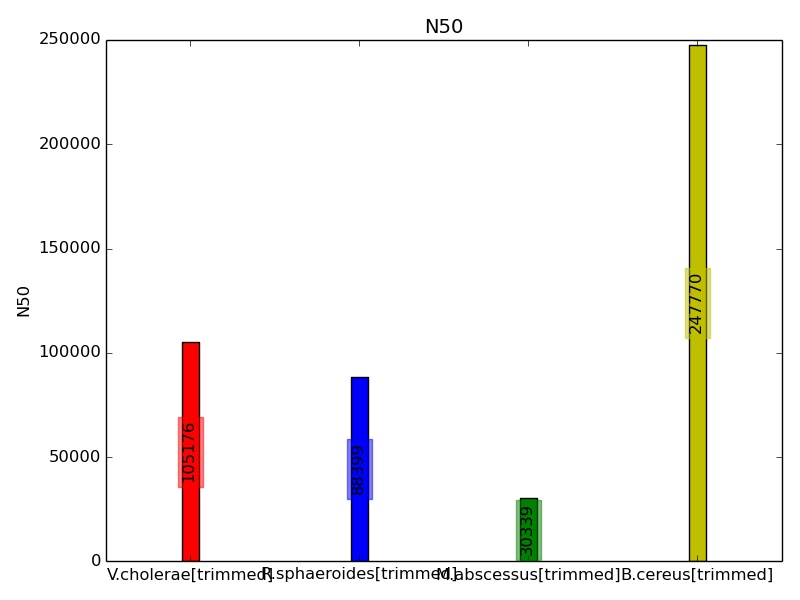 N50
250000
200000
150000
100000
50000
0
N50
105176
88399
30339
247770
V.cholerae[trimmed]
R.sphaeroides[trimmed]
M.abscessus[trimmed]
B.cereus[trimmed]